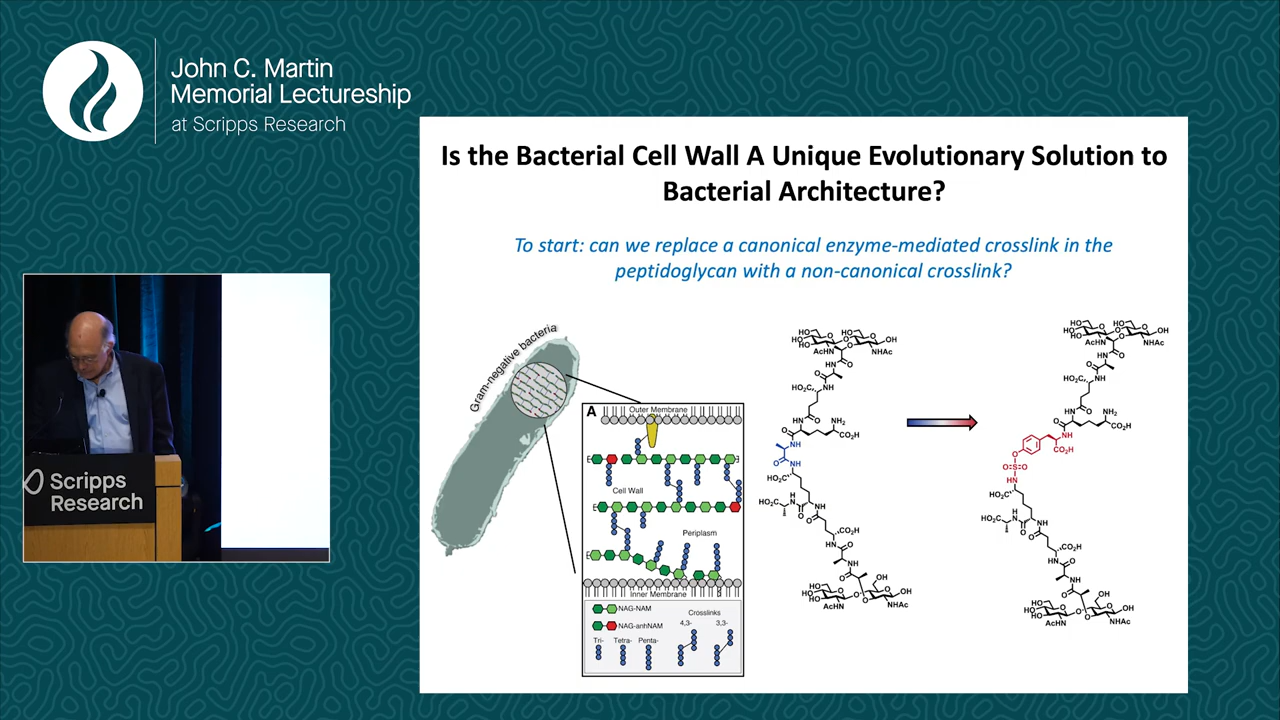 John C. Martin
Memorial Lectureship
at Scripps Research
Is the Bacterial Cell Wall A Unique Evolutionary Solution to
Bacterial Architecture?
To start: can we replace a canonical enzyme-mediated crosslink in the
peptidoglycan with a non-canonical crosslink?
Gram-negative bacteria
A
Outer Membrane
Cell Wall
Periplasm
Inner Membrane
NAG-NAM
NAG-anhNAM
Crosslinks
4,3-
3,3-
Tri-
Tetra-
Penta-
Scripps
Research